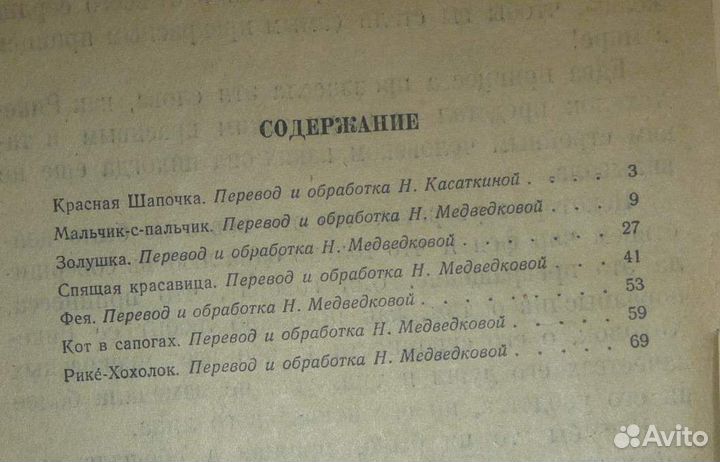 СОДЕРЖАНИЕ
Красная Шапочка. Перевод и обработка Н. Касаткиной . . . . . 3
Мальчик-с-пальчик. Перевод и обработка Н. Медведковой . . . . 9
Золушка. Перевод и обработка Н. Медведковой . . . . . . . 27
Спящая красавица. Перевод и обработка Н. Медведковой . . . . 41
Фея. Перевод и обработка Н. Медведковой . . . . . . . . 53
Кот в сапогах. Перевод и обработка Н. Медведковой . . . . . 59
Рике́-Хохолок. Перевод и обработка Н. Медведковой . . . . . 69
Avito